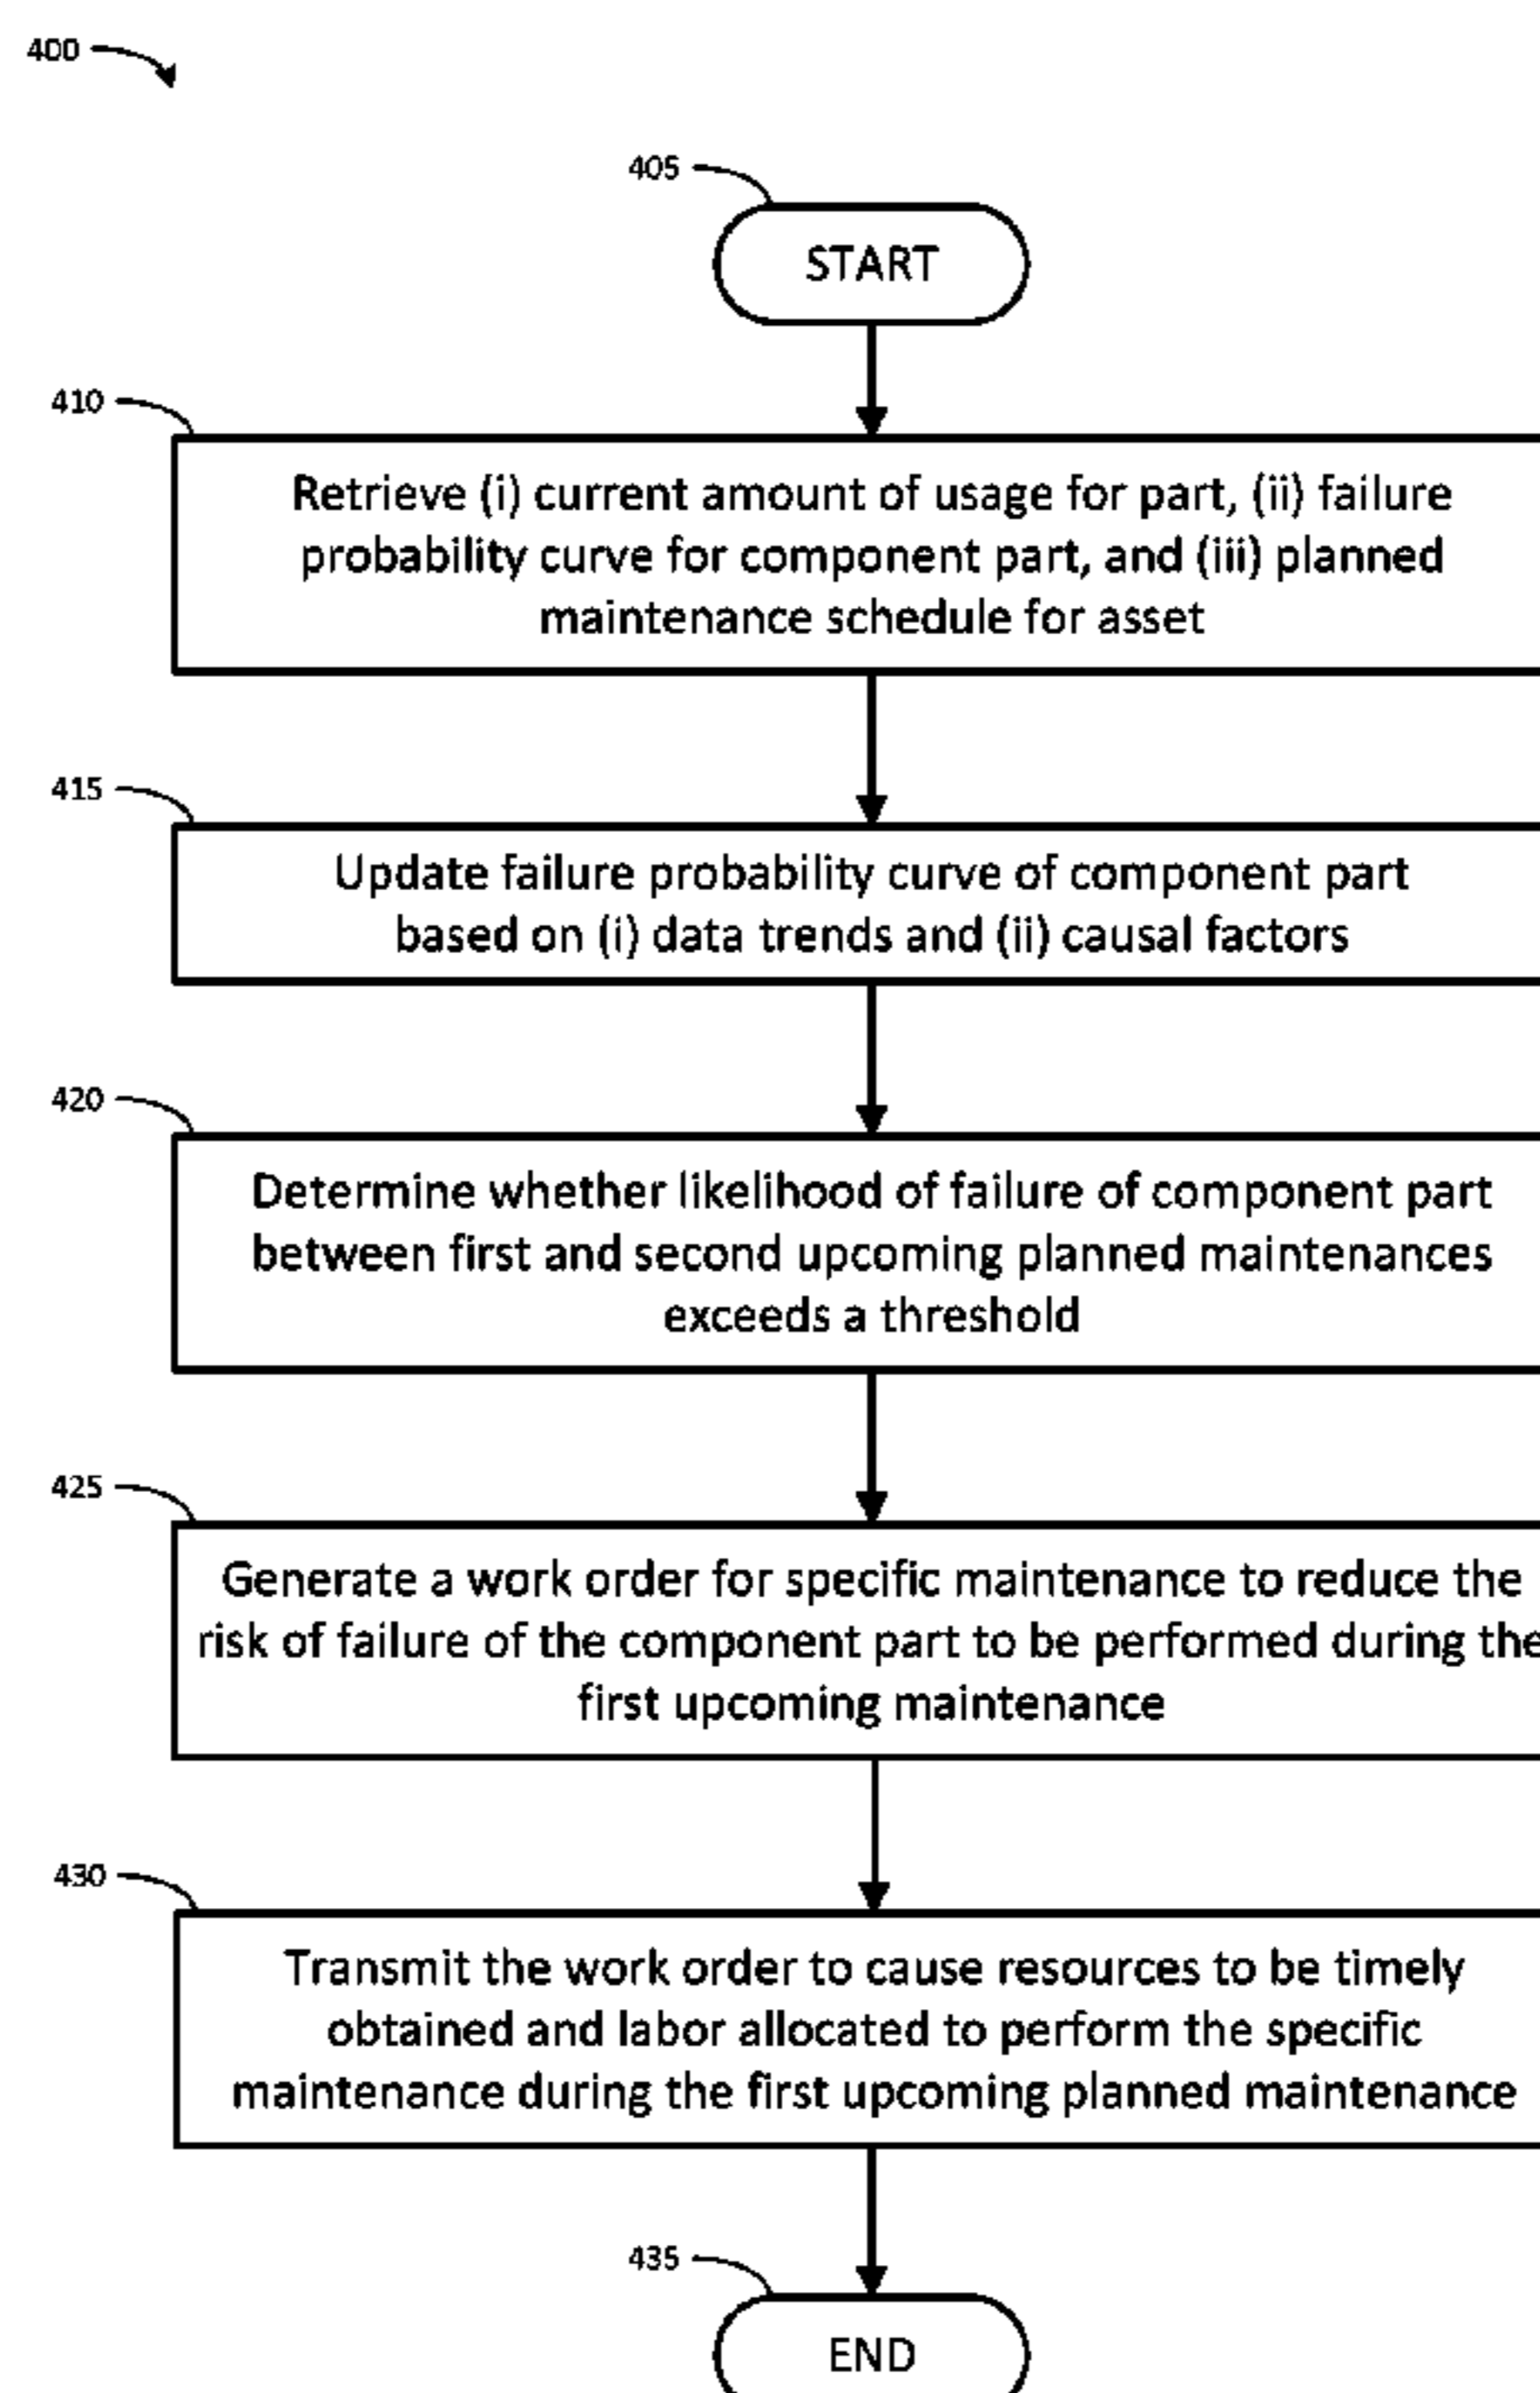 400
405
START
410
Retrieve (i) current amount of usage for part, (ii) failure
probability curve for component part, and (iii) planned
maintenance schedule for asset
415
Update failure probability curve of component part
based on (i) data trends and (ii) causal factors
420
Determine whether likelihood of failure of component part
between first and second upcoming planned maintenances
exceeds a threshold
425
Generate a work order for specific maintenance to reduce the
risk of failure of the component part to be performed during the
first upcoming maintenance
430
Transmit the work order to cause resources to be timely
obtained and labor allocated to perform the specific
maintenance during the first upcoming planned maintenance
435
END